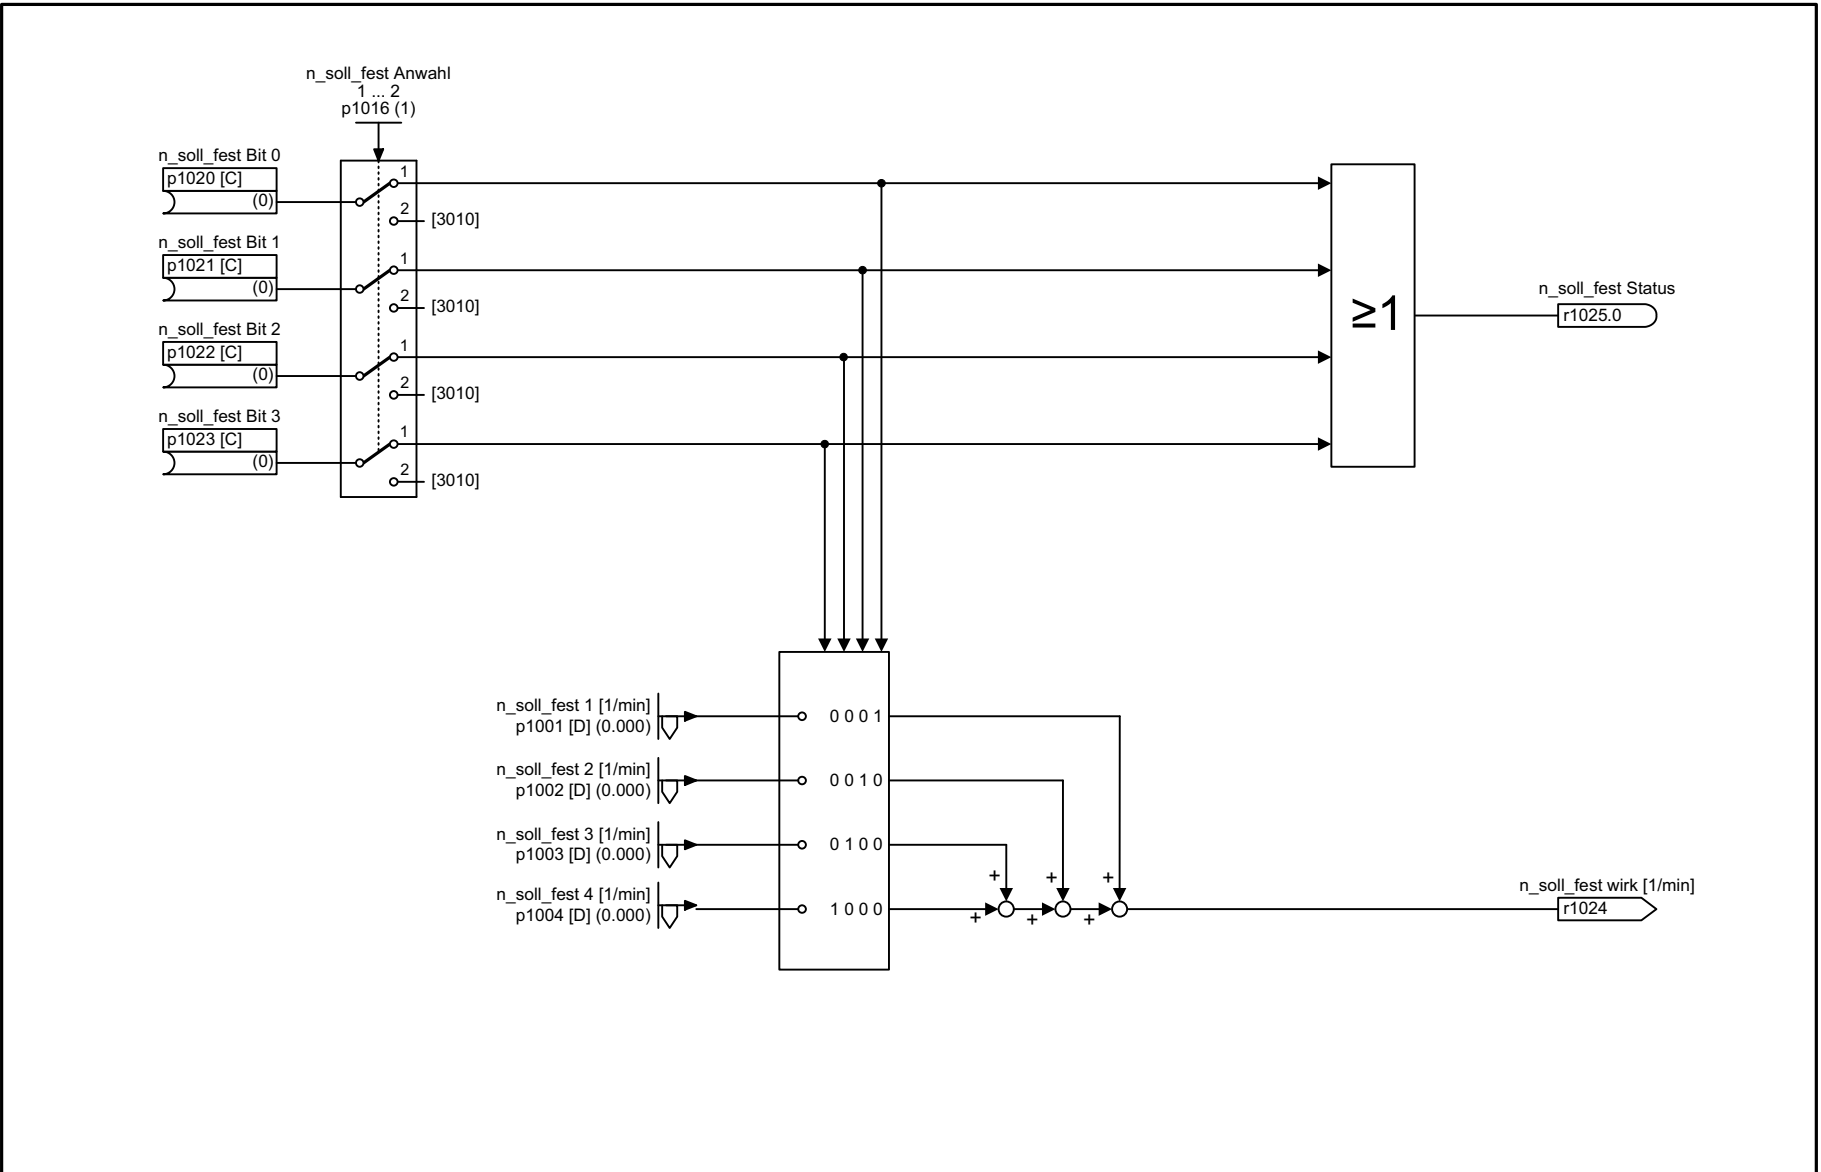 n_soll_fest Anwahl
1 ... 2
p1016 (1)
n_soll_fest Bit 0
p1020 [C]
(0)
1
2
[3010]
n_soll_fest Bit 1
p1021 [C]
(0)
1
2
[3010]
n_soll_fest Bit 2
p1022 [C]
(0)
1
2
[3010]
n_soll_fest Bit 3
p1023 [C]
(0)
1
2
[3010]
≥1
n_soll_fest Status
r1025.0
n_soll_fest 1 [1/min]
p1001 [D] (0.000)
0 0 0 1
n_soll_fest 2 [1/min]
p1002 [D] (0.000)
0 0 1 0
n_soll_fest 3 [1/min]
p1003 [D] (0.000)
0 1 0 0
n_soll_fest 4 [1/min]
p1004 [D] (0.000)
1 0 0 0
+ + +
+ + +
n_soll_fest wirk [1/min]
r1024